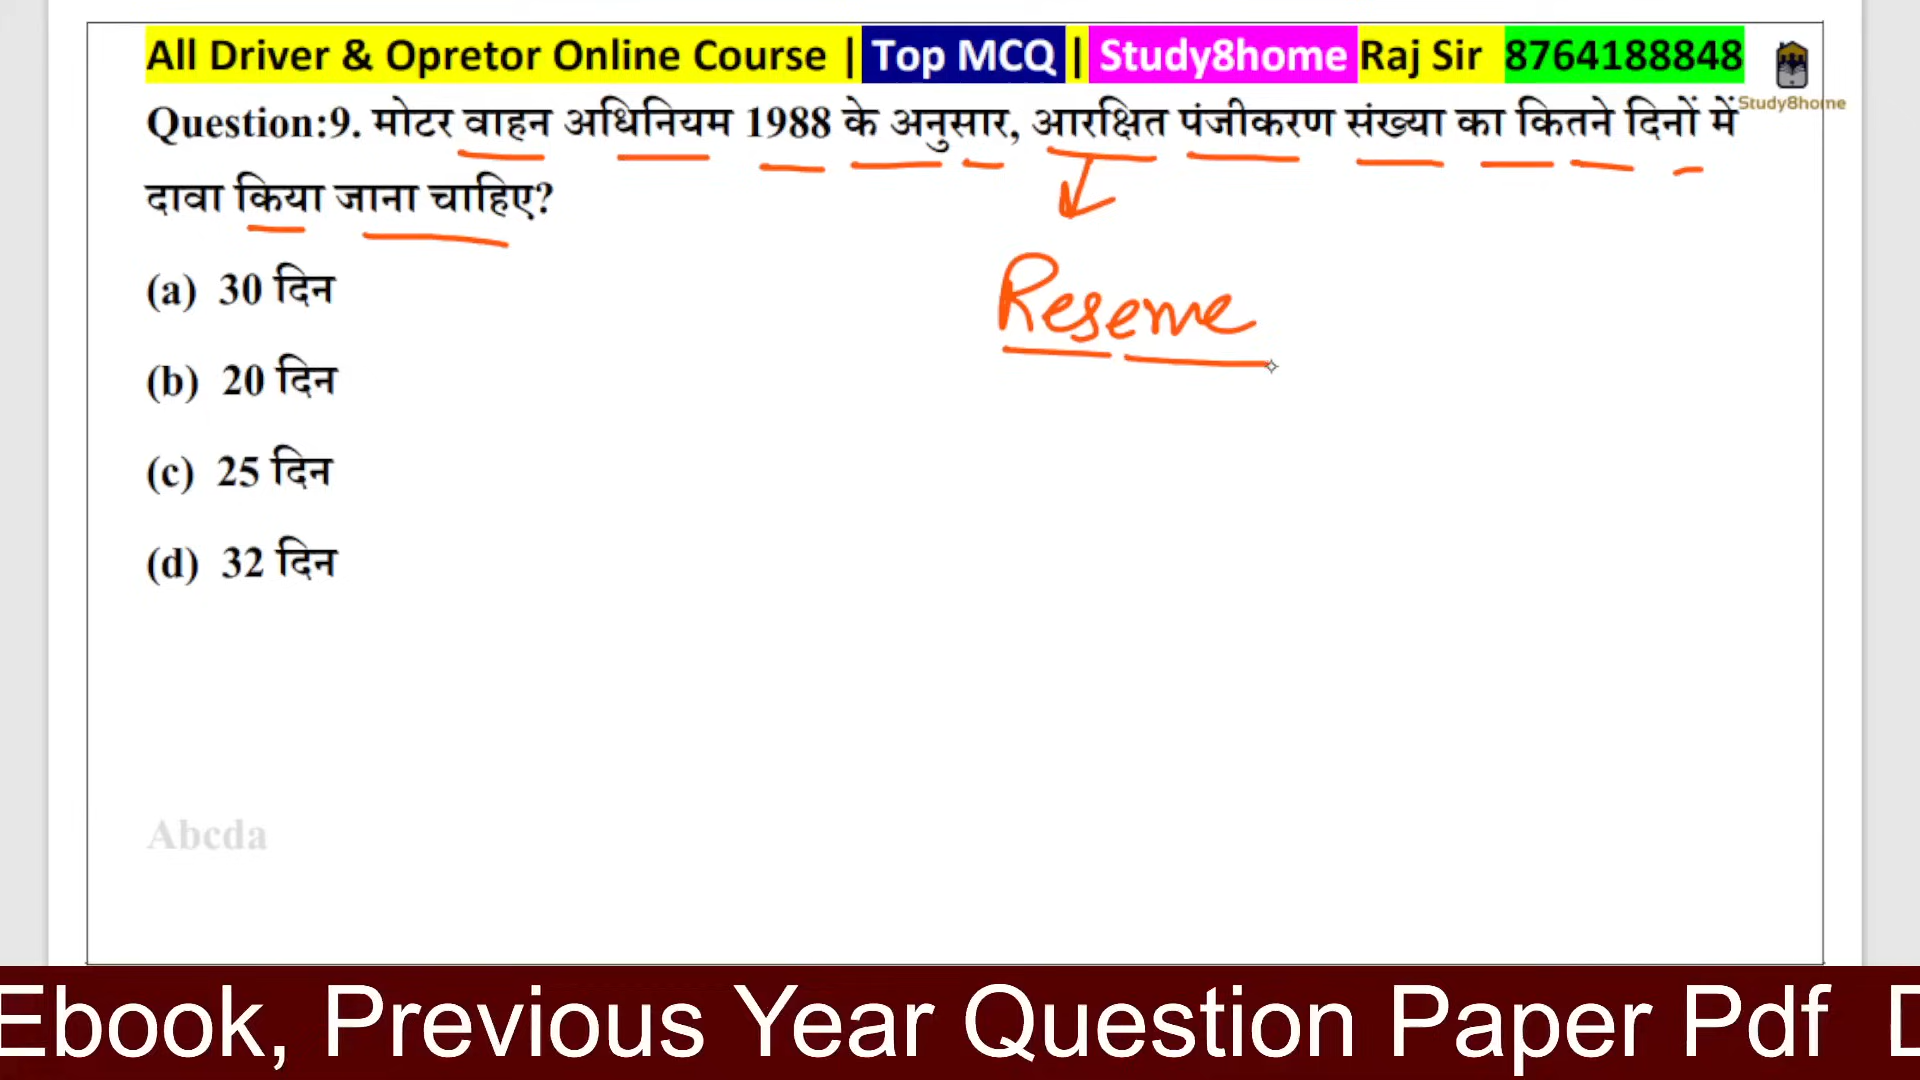 All Driver & Opretor Online Course | Top MCQ | Study8home Raj Sir 8764188848
Study8home
Question:9. मोटर वाहन अधिनियम 1988 के अनुसार, आरक्षित पंजीकरण संख्या का कितने दिनों में
दावा किया जाना चाहिए?
Reserve
(a) 30 दिन
(b) 20 दिन
(c) 25 दिन
(d) 32 दिन
Abcda
Ebook, Previous Year Question Paper Pdf